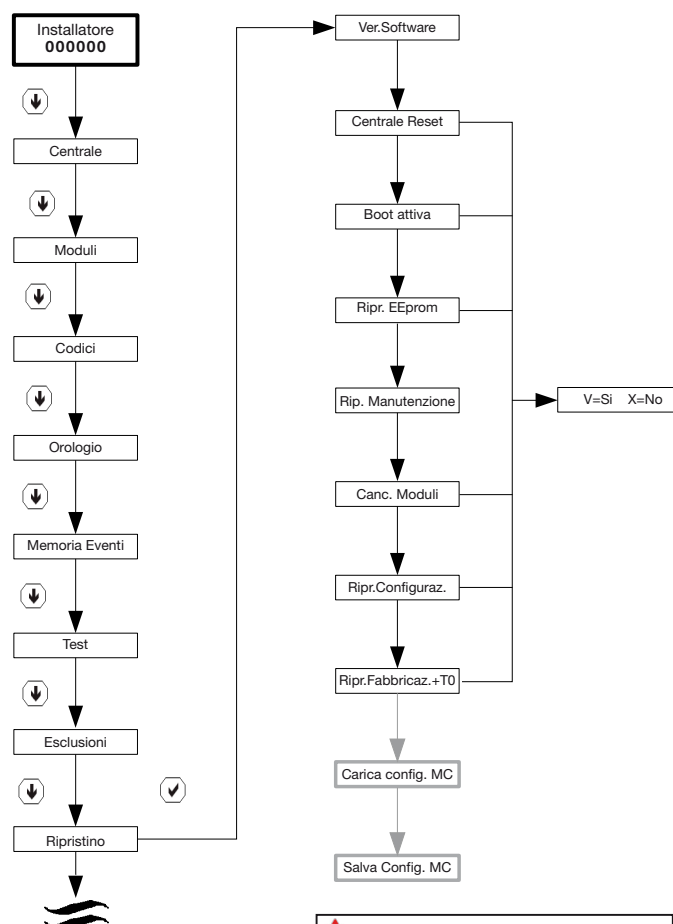 Installatore
000000
Centrale
Moduli
Codici
Orologio
Memoria Eventi
Test
Esclusioni
Ripristino
Ver.Software
Centrale Reset
Boot attiva
Ripr. EEprom
Rip. Manutenzione
Canc. Moduli
Ripr.Configuraz.
Ripr.Fabbricaz.+T0
Carica config. MC
Salva Config. MC
V=Si X=No